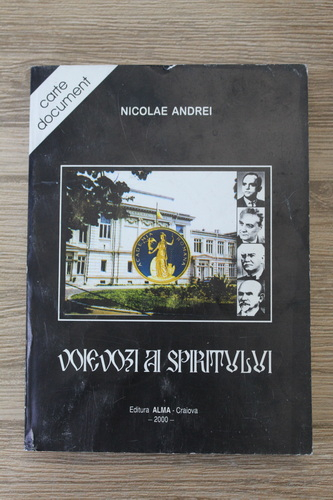 carte
document
NICOLAE ANDREI
VOIEVOZI AI SPIRITULUI
Editura ALMA - Craiova
- 2000 -